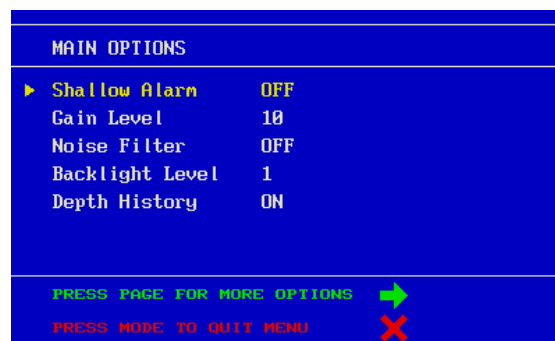 MAIN OPTIONS
Shallow Alarm OFF
Gain Level 10
Noise Filter OFF
Backlight Level 1
Depth History ON
PRESS PAGE FOR MORE OPTIONS
PRESS MODE TO QUIT MENU